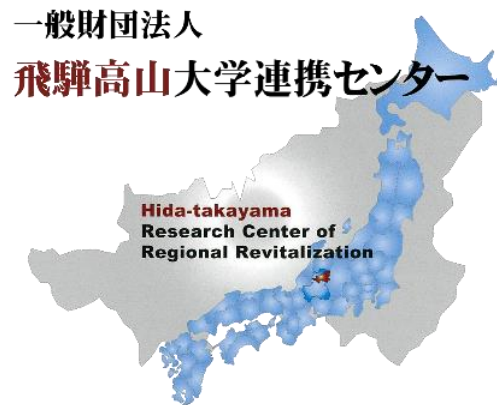 一般財団法人
飛騨高山大学連携センター
Hida-takayama
Research Center of
Regional Revitalization